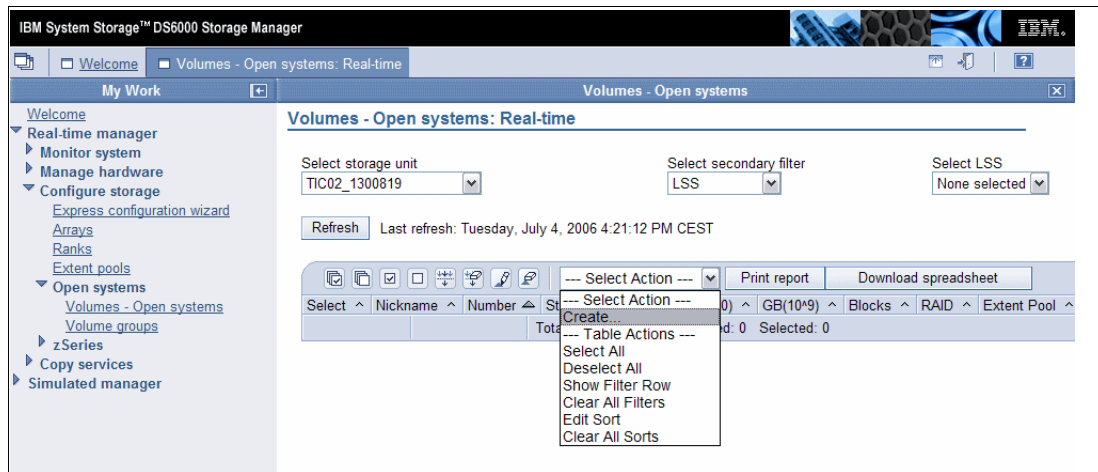 IBM System Storage™ DS6000 Storage Manager
IBM.
Welcome
Volumes - Open systems: Real-time
?
My Work
Volumes - Open systems
Welcome
Real-time manager
Monitor system
Manage hardware
Configure storage
Express configuration wizard
Arrays
Ranks
Extent pools
Open systems
Volumes - Open systems
Volume groups
zSeries
Copy services
Simulated manager
Volumes - Open systems: Real-time
Select storage unit
Select secondary filter
Select LSS
TIC02_1300819
LSS
None selected
Refresh
Last refresh: Tuesday, July 4, 2006 4:21:12 PM CEST
--- Select Action ---
Print report
Download spreadsheet
Select Nickname Number St 0) GB(10^9) Blocks RAID Extent Pool
Tota d: 0 Selected: 0
--- Select Action ---
Create...
--- Table Actions ---
Select All
Deselect All
Show Filter Row
Clear All Filters
Edit Sort
Clear All Sorts